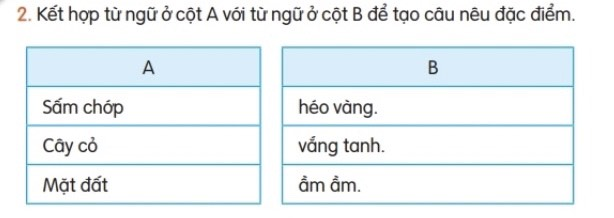 2. Kết hợp từ ngữ ở cột A với từ ngữ ở cột B để tạo câu nêu đặc điểm.
A
B
Sấm chớp
héo vàng.
Cây cỏ
vắng tanh.
Mặt đất
ầm ầm.